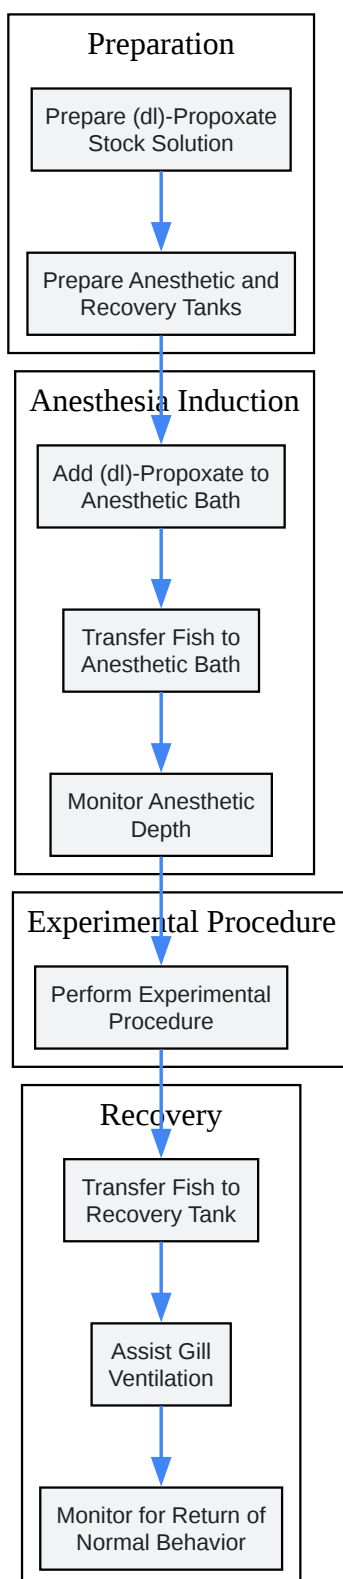 Preparation
Prepare (dl)-Propoxate
Stock Solution
Prepare Anesthetic and
Recovery Tanks
Anesthesia Induction
Add (dl)-Propoxate to
Anesthetic Bath
Transfer Fish to
Anesthetic Bath
Monitor Anesthetic
Depth
Experimental Procedure
Perform Experimental
Procedure
Recovery
Transfer Fish to
Recovery Tank
Assist Gill
Ventilation
Monitor for Return of
Normal Behavior